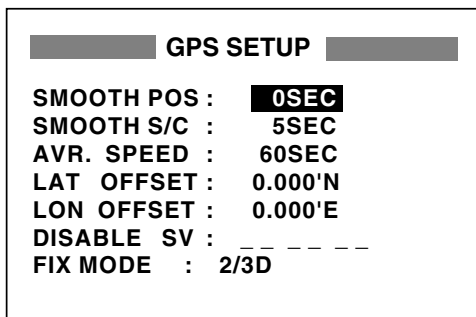 GPS SETUP
SMOOTH POS : 0SEC
SMOOTH S/C : 5SEC
AVR. SPEED : 60SEC
LAT OFFSET : 0.000'N
LON OFFSET : 0.000'E
DISABLE SV : _ _ _ _ _ _
FIX MODE : 2/3D